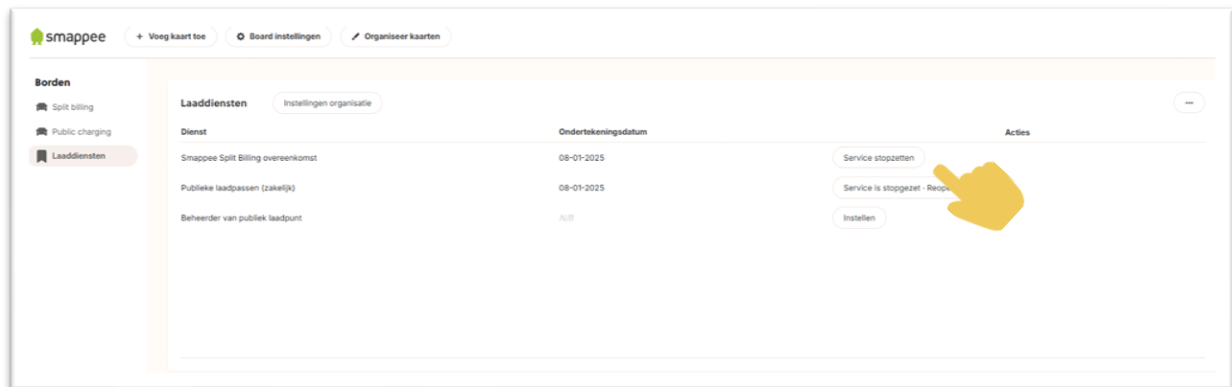 smappee + Voeg kaart toe Board instellingen Organiseer kaarten
Borden
Split billing
Public charging
Laaddiensten
Laaddiensten Instellingen organisatie ...
Dienst Ondertekeningsdatum Acties
Smappee Split Billing overeenkomst 08-01-2025 Service stopzetten
Publieke laadpassen (zakelijk) 08-01-2025 Service is stopgezet - Reope
Beheerder van publiek laadpunt Instellen